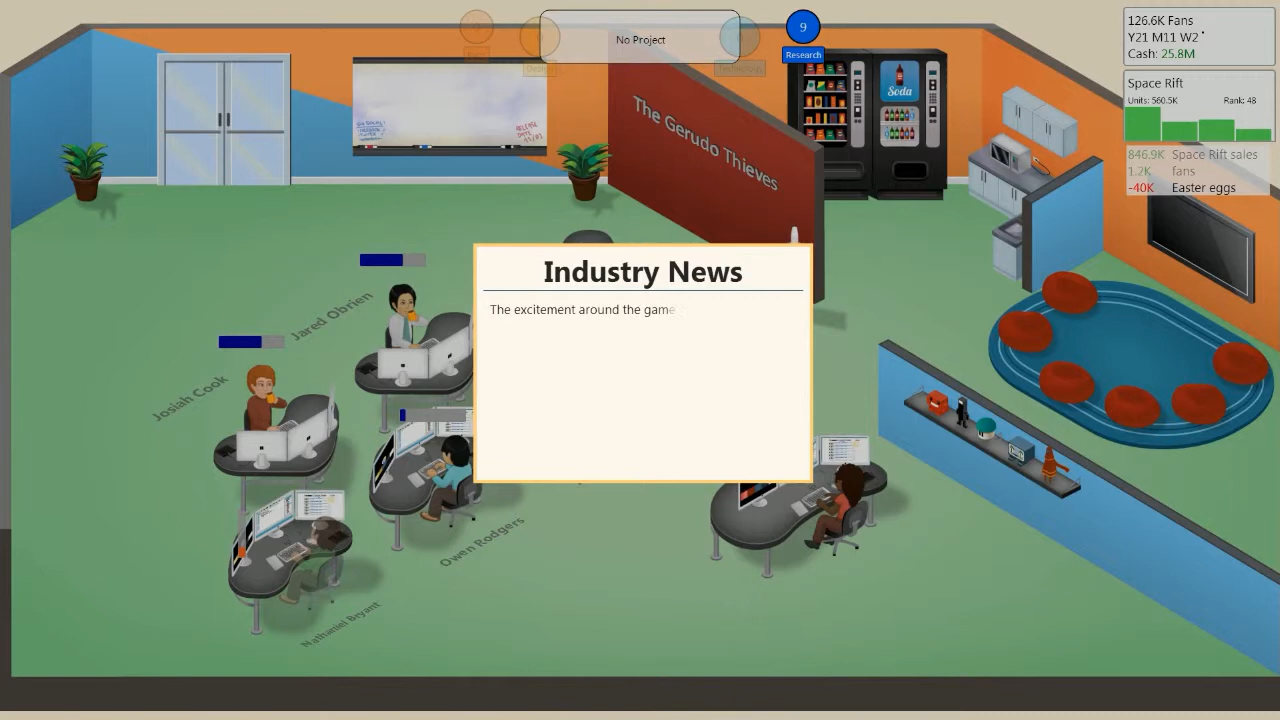 No Project
9
Research
126.6K Fans
Y21 M11 W2
Cash: 25.8M
Space Rift
Units: 560.5K
Rank: 48
846.9K Space Rift sales
1.2K fans
-40K Easter eggs
The Gerudo Thieves
Soda
Industry News
The excitement around the game
Jared Obrien
Josiah Cook
Owen Rodgers
Nathaniel Bryant